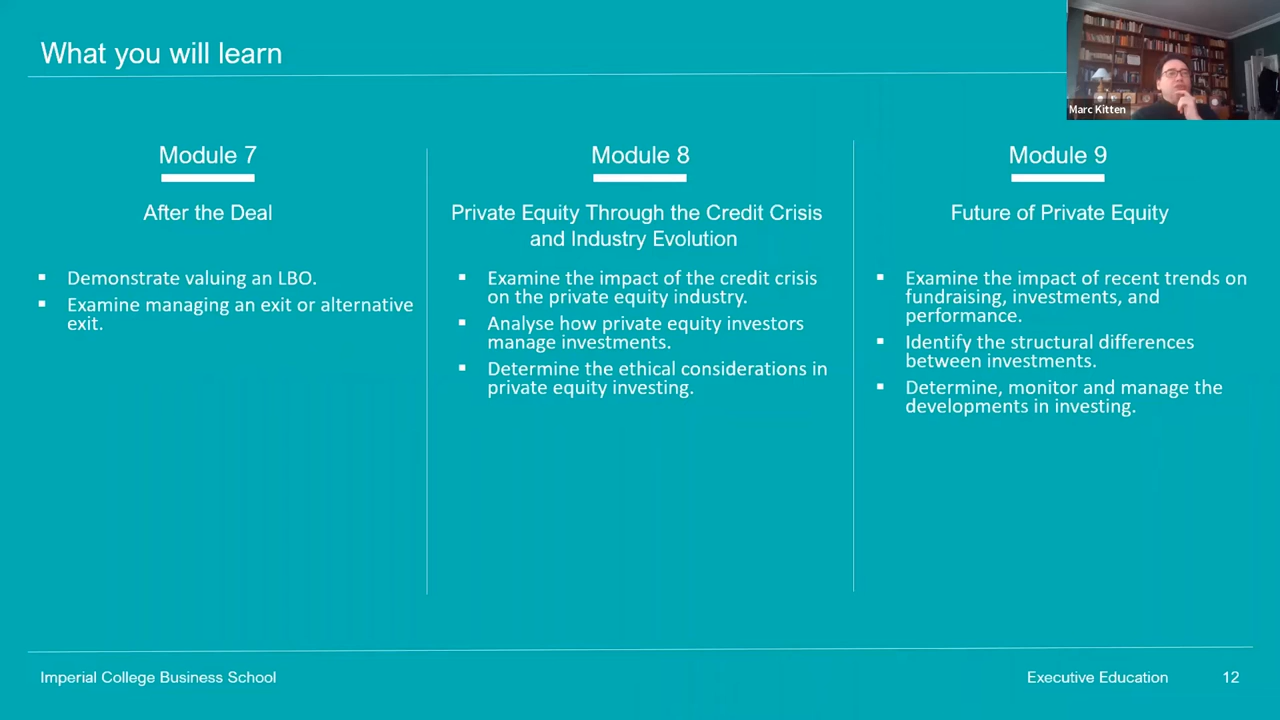 What you will learn
Marc Kitten
Module 7
After the Deal
▪ Demonstrate valuing an LBO.
▪ Examine managing an exit or alternative
exit.
Module 8
Private Equity Through the Credit Crisis
and Industry Evolution
▪ Examine the impact of the credit crisis
on the private equity industry.
▪ Analyse how private equity investors
manage investments.
▪ Determine the ethical considerations in
private equity investing.
Module 9
Future of Private Equity
▪ Examine the impact of recent trends on
fundraising, investments, and
performance.
▪ Identify the structural differences
between investments.
▪ Determine, monitor and manage the
developments in investing.
Imperial College Business School
Executive Education
12